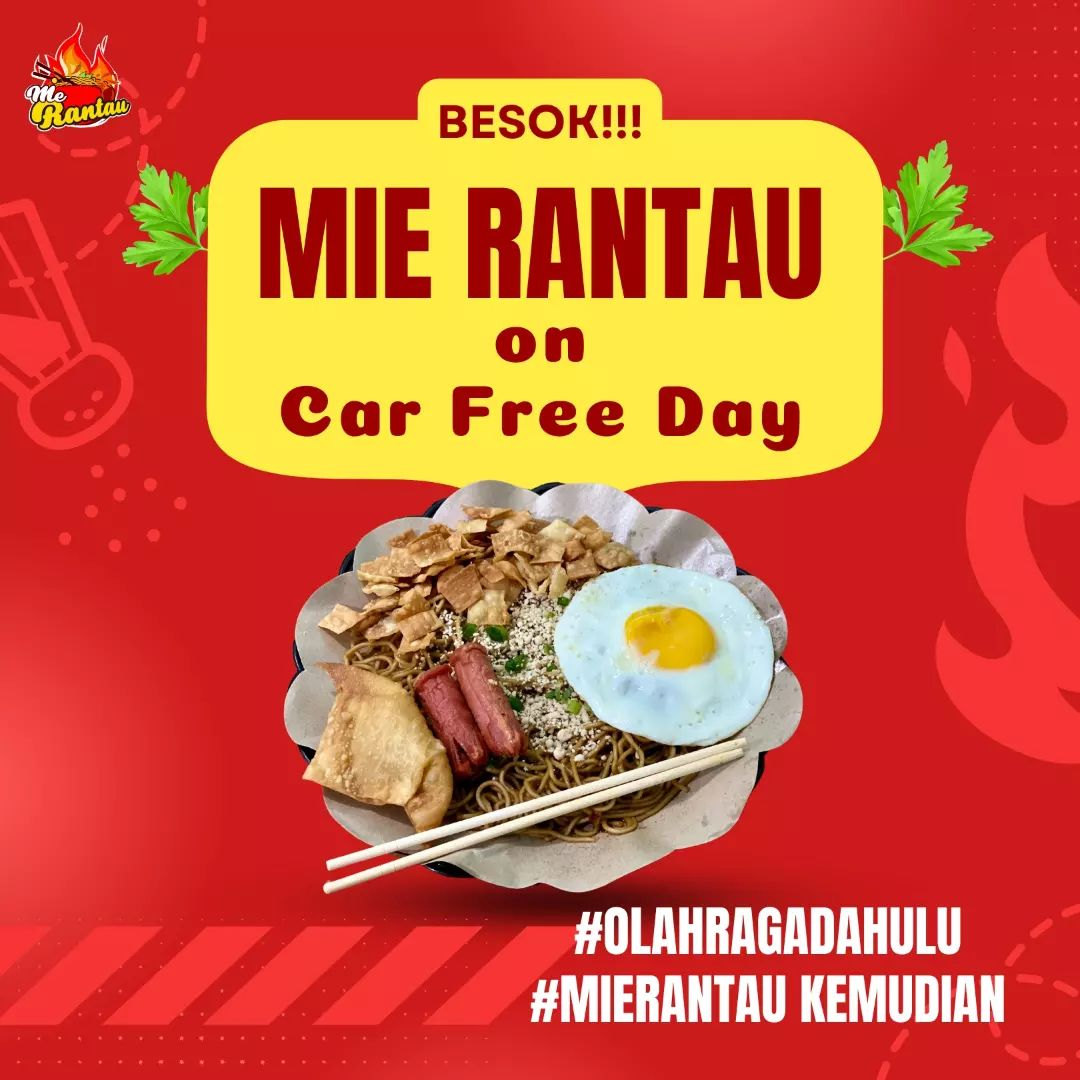 Me
Rantau
BESOK!!!
MIE RANTAU
on
Car Free Day
#OLAHRAGADAHULU
#MIERANTAU KEMUDIAN